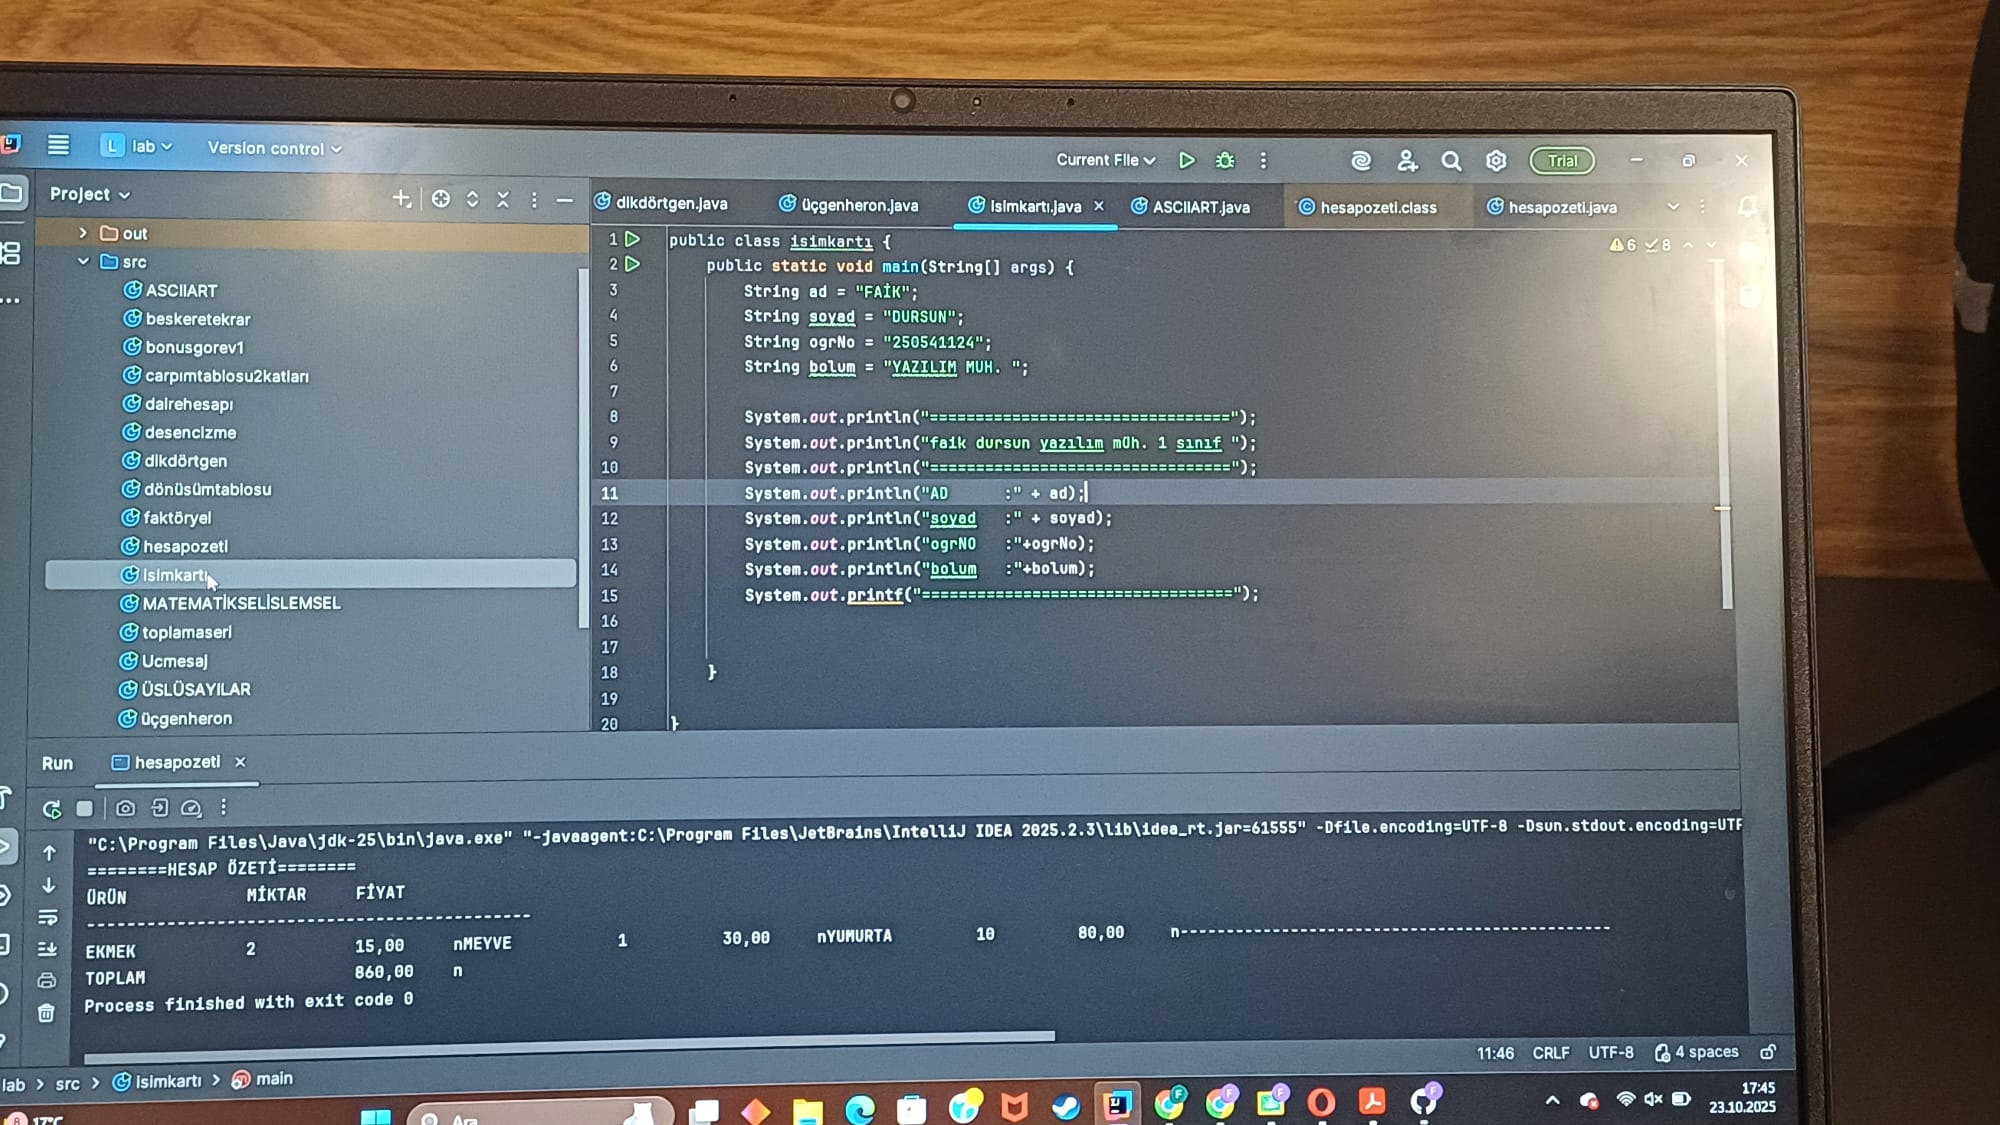 L lab Version control Current File Trial
Project
dikdörtgen.java üçgenheron.java isimkartı.java ASCIIART.java hesapozeti.class hesapozeti.java
out
src
ASCIIART
beskeretekrar
bonusgorev1
carpımtablosu2katları
dairehesapı
desencizme
dikdörtgen
dönüsümtablosu
faktöryel
hesapozeti
isimkartı
MATEMATİKSELİSLEMSEL
toplamaseri
Ucmesaj
ÜSLÜSAYILAR
üçgenheron
6 8
1 public class isimkartı {
2 public static void main(String[] args) {
3 String ad = "FAİK";
4 String soyad = "DURSUN";
5 String ogrNo = "250541124";
6 String bolum = "YAZILIM MUH. ";
7
8 System.out.println("================================");
9 System.out.println("faik dursun yazılım müh. 1 sınıf ");
10 System.out.println("================================");
11 System.out.println("AD      :" + ad);
12 System.out.println("soyad   :" + soyad);
13 System.out.println("ogrNO   :"+ogrNo);
14 System.out.println("bolum   :"+bolum);
15 System.out.printf("=================================");
16
17
18 }
19
20 }
Run hesapozeti
"C:\Program Files\Java\jdk-25\bin\java.exe" "-javaagent:C:\Program Files\JetBrains\IntelliJ IDEA 2025.2.3\lib\idea_rt.jar=61555" -Dfile.encoding=UTF-8 -Dsun.stdout.encoding=UTF
========HESAP ÖZETİ========
ÜRÜN MİKTAR FİYAT
---------------------------------------------
EKMEK 2 15,00 nMEYVE 1 30,00 nYUMURTA 10 80,00 n-------------------------------------------
TOPLAM 860,00 n
Process finished with exit code 0
11:46 CRLF UTF-8 4 spaces
lab > src > isimkartı > main
17°C Ara 17:45
23.10.2025